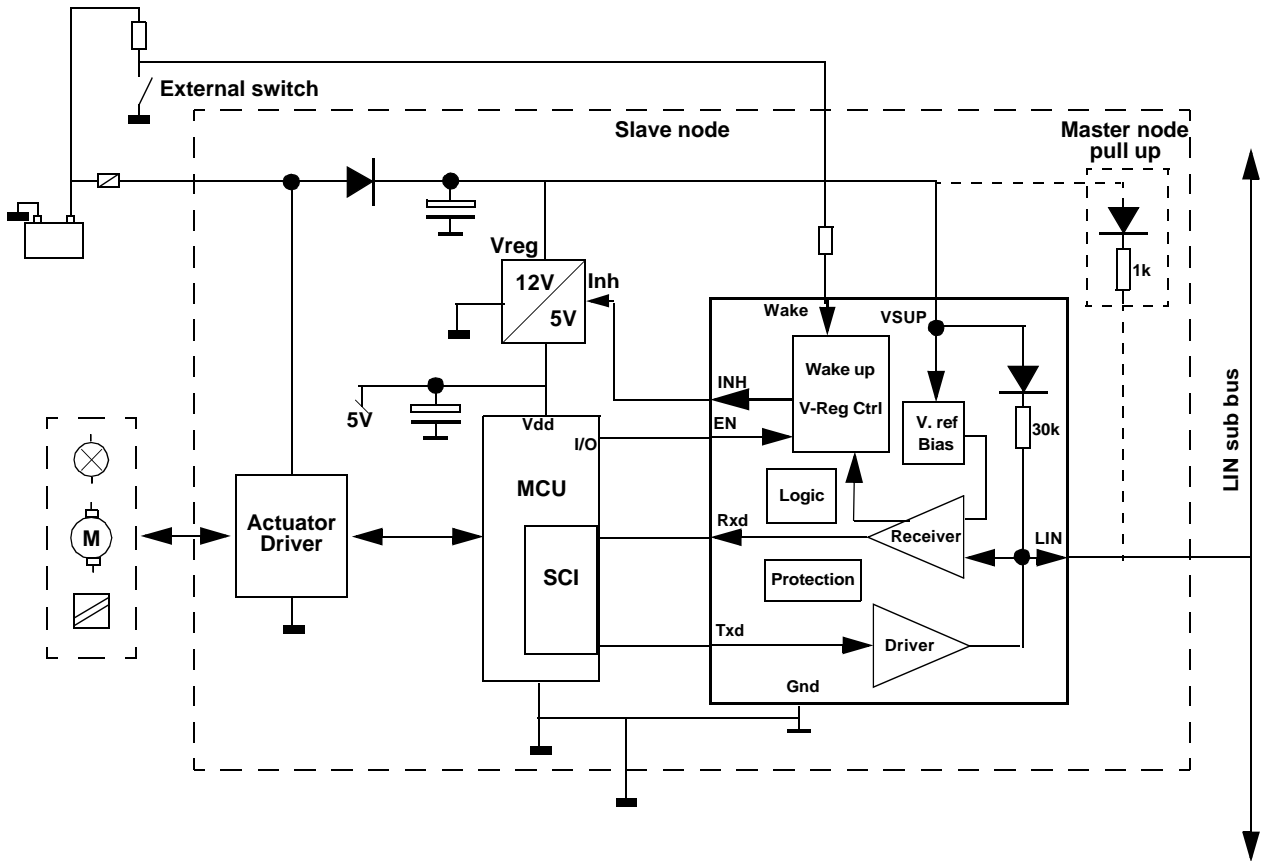 External switch
Slave node
Master node
pull up
1k
Vreg
12V
5V
Inh
Wake
VSUP
Wake up
V-Reg Ctrl
INH
EN
V. ref
Bias
30k
5V
Vdd
I/O
MCU
Logic
Actuator
Driver
M
SCI
Rxd
Receiver
LIN
Protection
Txd
Driver
Gnd
LIN sub bus